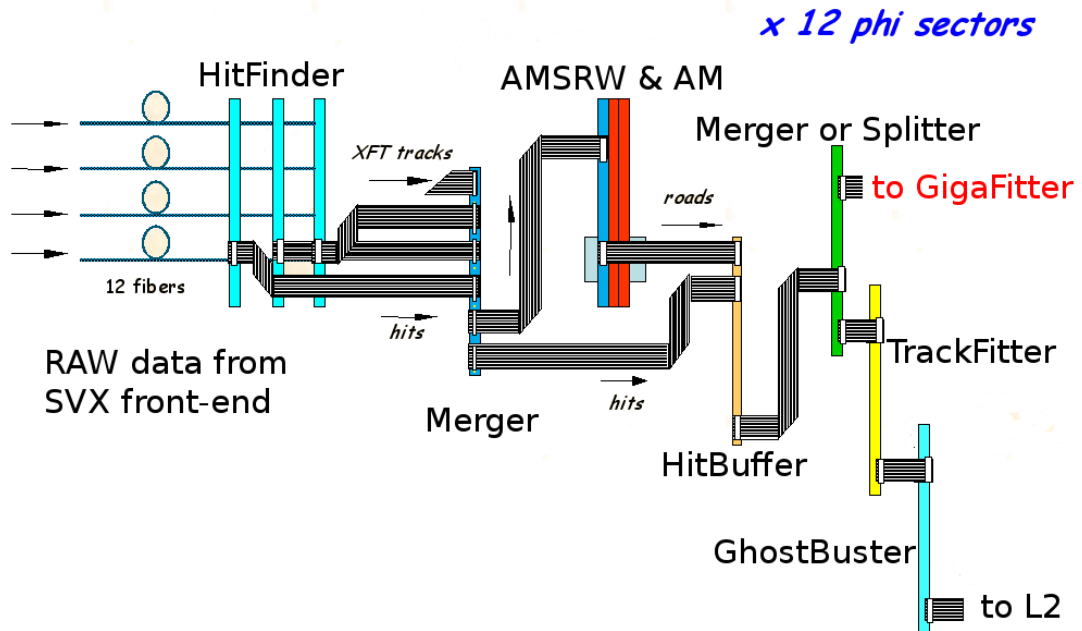 x 12 phi sectors
HitFinder
AMSRW & AM
Merger or Splitter
XFT tracks
to GigaFitter
roads
12 fibers
hits
RAW data from
SVX front-end
TrackFitter
hits
Merger
HitBuffer
GhostBuster
to L2